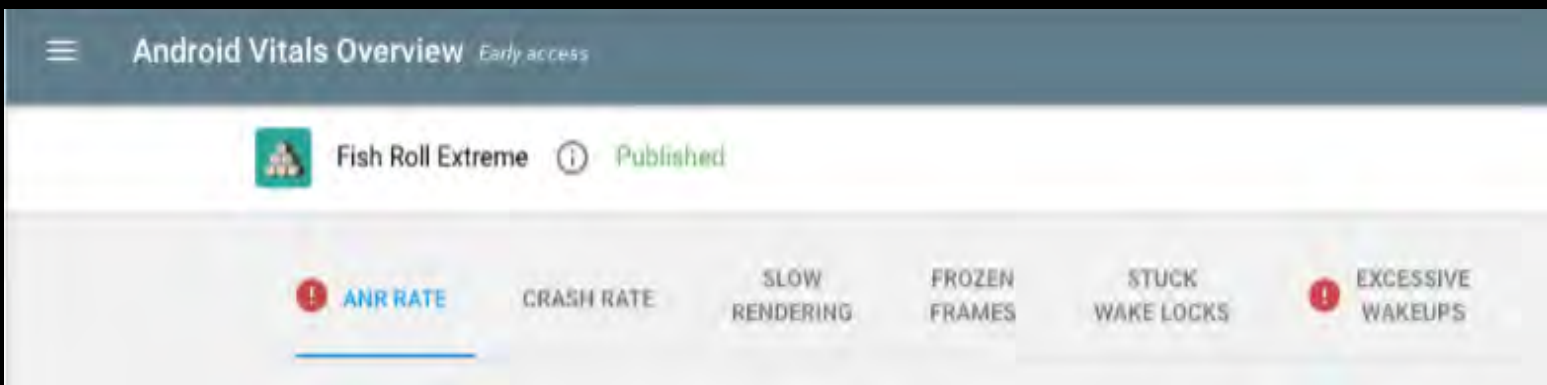 Android Vitals Overview Early access
Fish Roll Extreme Published
ANR RATE
CRASH RATE
SLOW
RENDERING
FROZEN
FRAMES
STUCK
WAKE LOCKS
EXCESSIVE
WAKEUPS